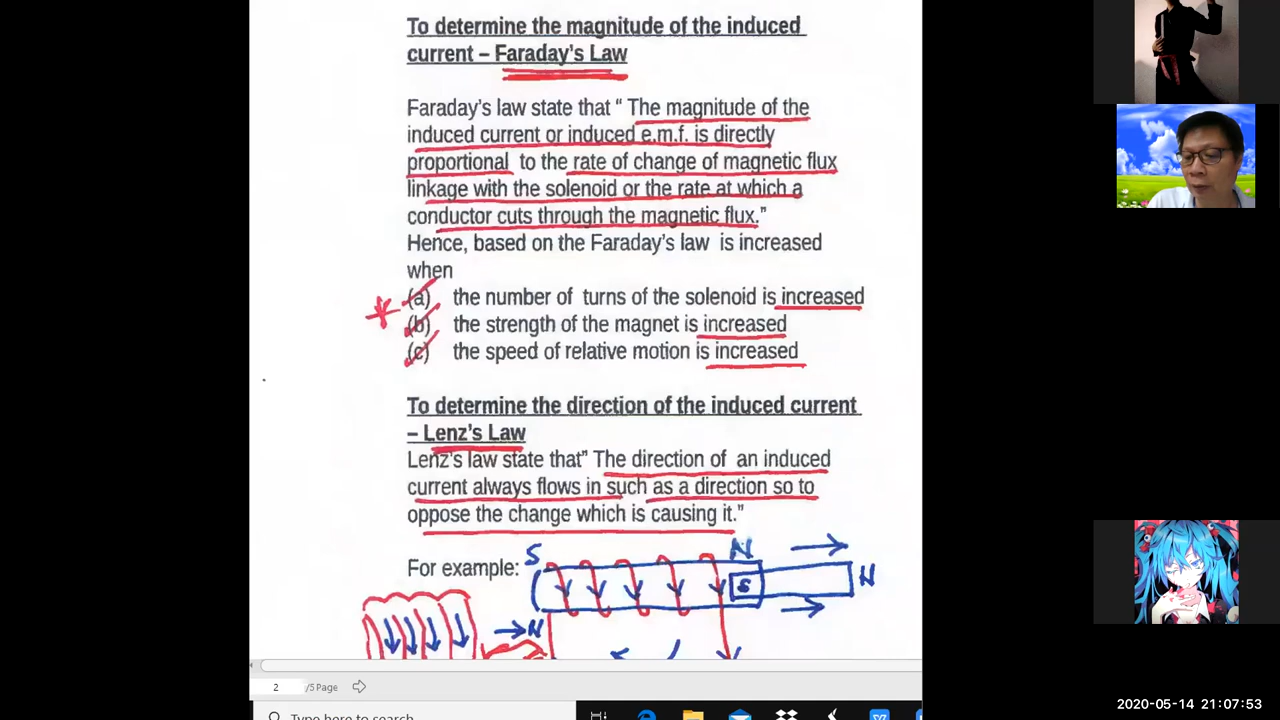 To determine the magnitude of the induced
current – Faraday's Law
Faraday's law state that “ The magnitude of the
induced current or induced e.m.f. is directly
proportional to the rate of change of magnetic flux
linkage with the solenoid or the rate at which a
conductor cuts through the magnetic flux.”
Hence, based on the Faraday's law is increased
when
(a) the number of turns of the solenoid is increased
(b) the strength of the magnet is increased
(c) the speed of relative motion is increased
To determine the direction of the induced current
– Lenz's Law
Lenz's law state that” The direction of an induced
current always flows in such as a direction so to
oppose the change which is causing it.”
For example:
S N
S N
N
2 /5Page
Type here to search
2020-05-14 21:07:53